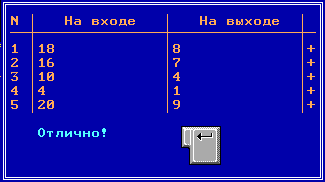 N На входе На выходе
1 18 8 +
2 16 7 +
3 10 4 +
4 4 1 +
5 20 9 +
Отлично!